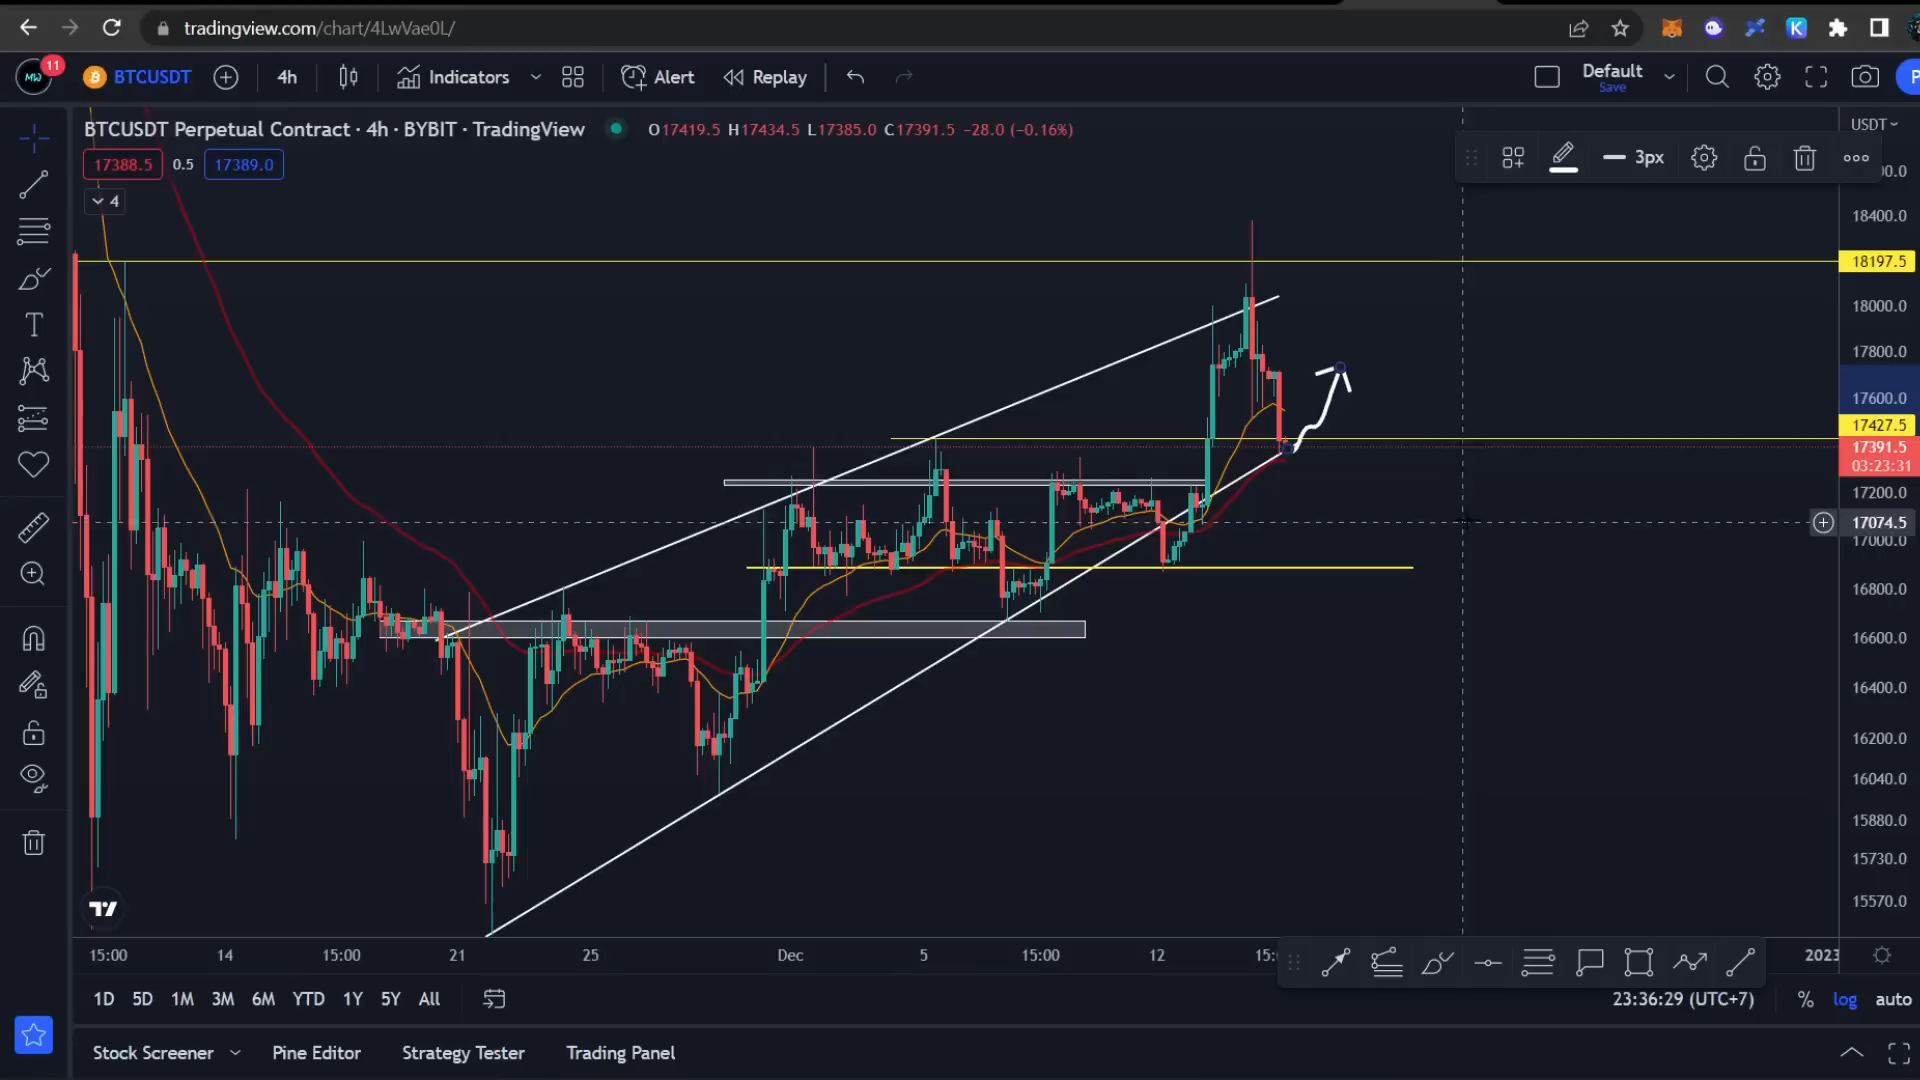 tradingview.com/chart/4LwVae0L/
MW 11 BTCUSDT 4h Indicators Alert Replay Default
Save
BTCUSDT Perpetual Contract · 4h · BYBIT · TradingView O17419.5 H17434.5 L17385.0 C17391.5 −28.0 (−0.16%)
USDT
17388.5 0.5 17389.0
3px
4
18400.0
18197.5
18000.0
17800.0
17600.0
17427.5
17391.5
03:23:31
17200.0
17074.5
17000.0
16800.0
16600.0
16400.0
16200.0
16040.0
15880.0
15730.0
15570.0
15:00 14 15:00 21 25 Dec 5 15:00 12 2023
1D 5D 1M 3M 6M YTD 1Y 5Y All
23:36:29 (UTC+7) % log auto
Stock Screener Pine Editor Strategy Tester Trading Panel